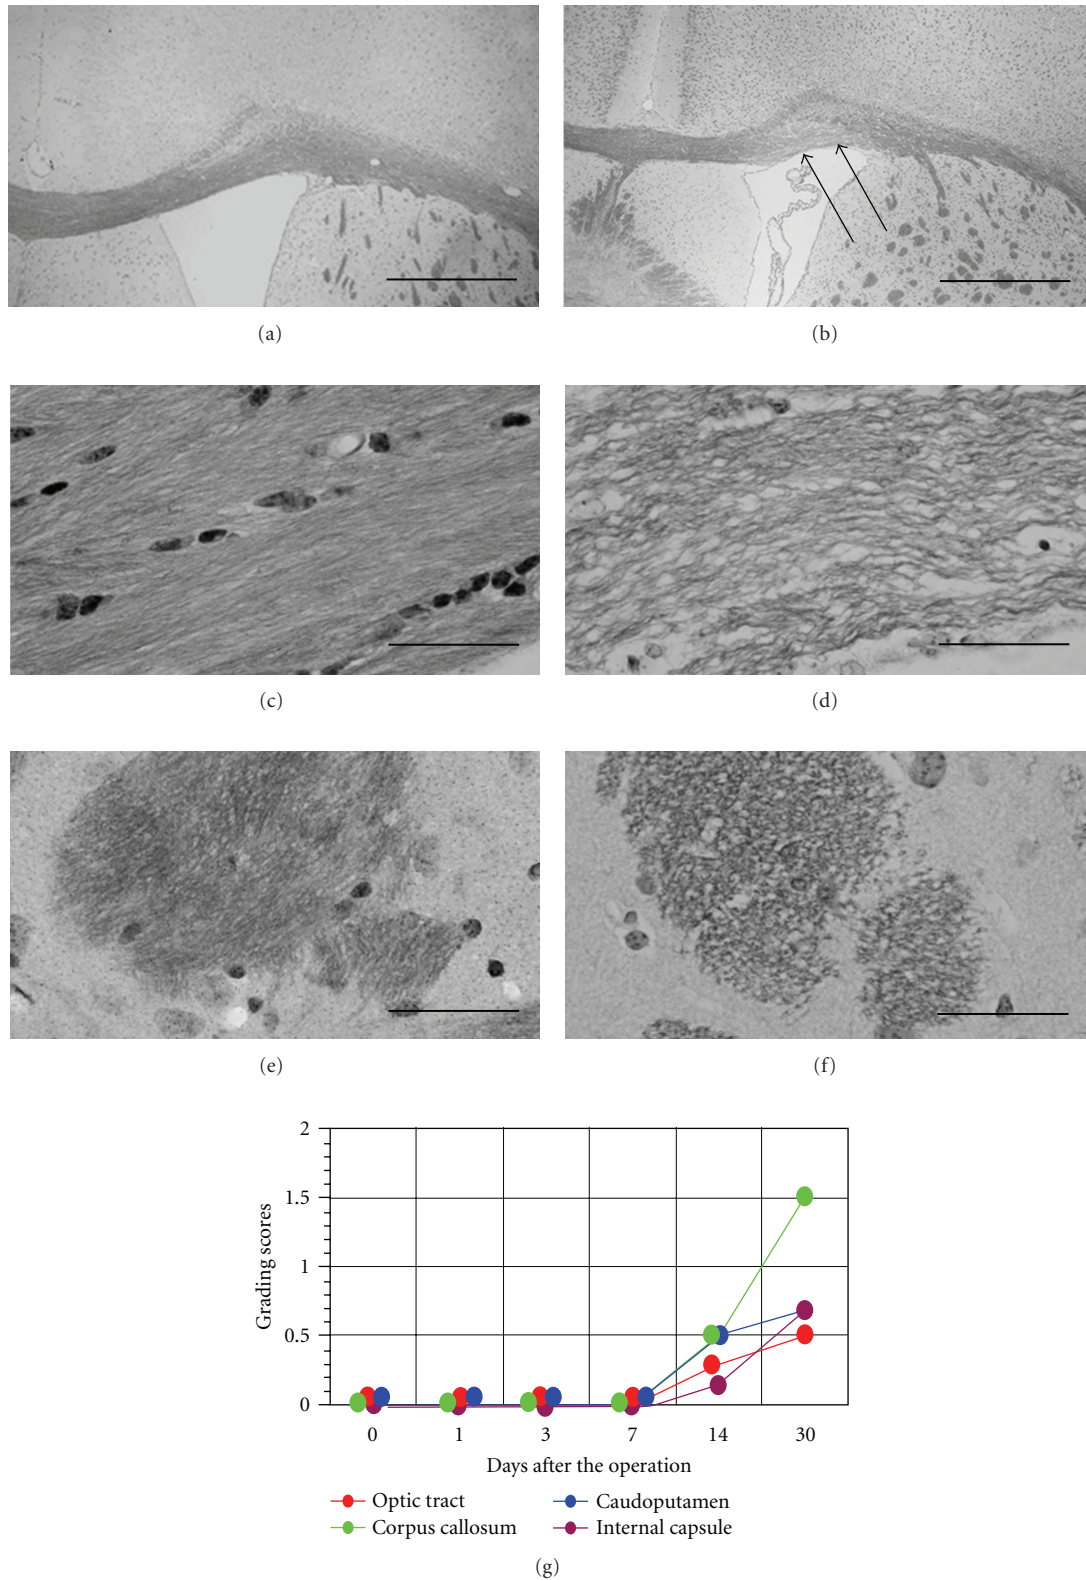 (a)
(b)
(c)
(d)
(e)
(f)
2
1.5
1
0.5
0
Grading scores
0 1 3 7 14 30
Days after the operation
Optic tract
Caudoputamen
Corpus callosum
Internal capsule
(g)